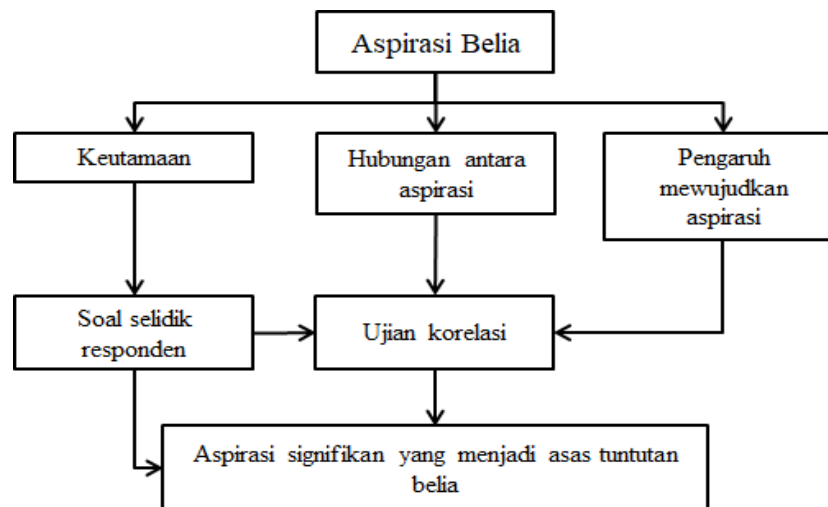 Aspirasi Belia
Keutamaan
Hubungan antara
aspirasi
Pengaruh
mewujudkan
aspirasi
Soal selidik
responden
Ujian korelasi
Aspirasi signifikan yang menjadi asas tuntutan
belia